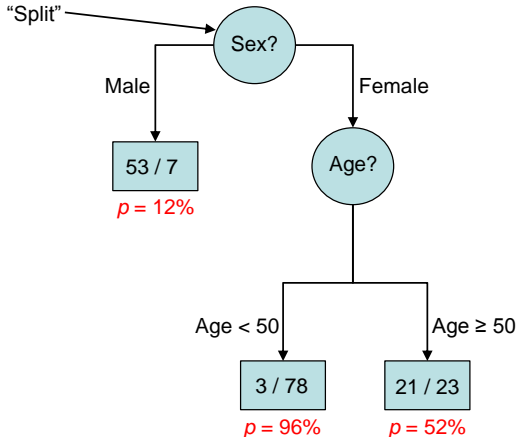 “Split”
Sex?
Male
Female
53 / 7
p = 12%
Age?
Age < 50
Age ≥ 50
3 / 78
21 / 23
p = 96%
p = 52%